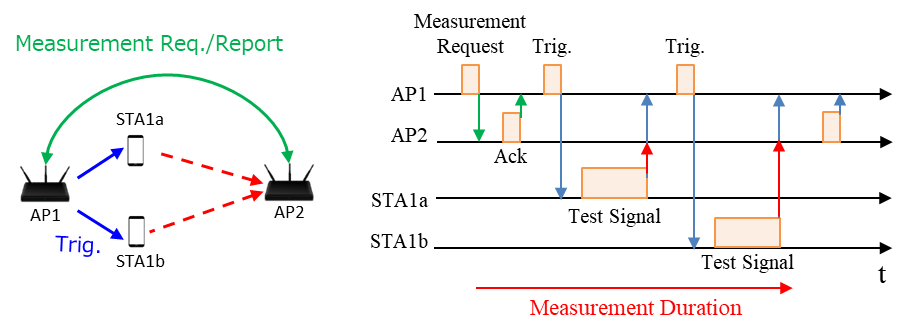 Measurement Req./Report
STA1a
AP1
AP2
Trig.
STA1b
Measurement
Request
Trig.
Trig.
AP1
AP2
Ack
STA1a
Test Signal
STA1b
Test Signal
t
Measurement Duration